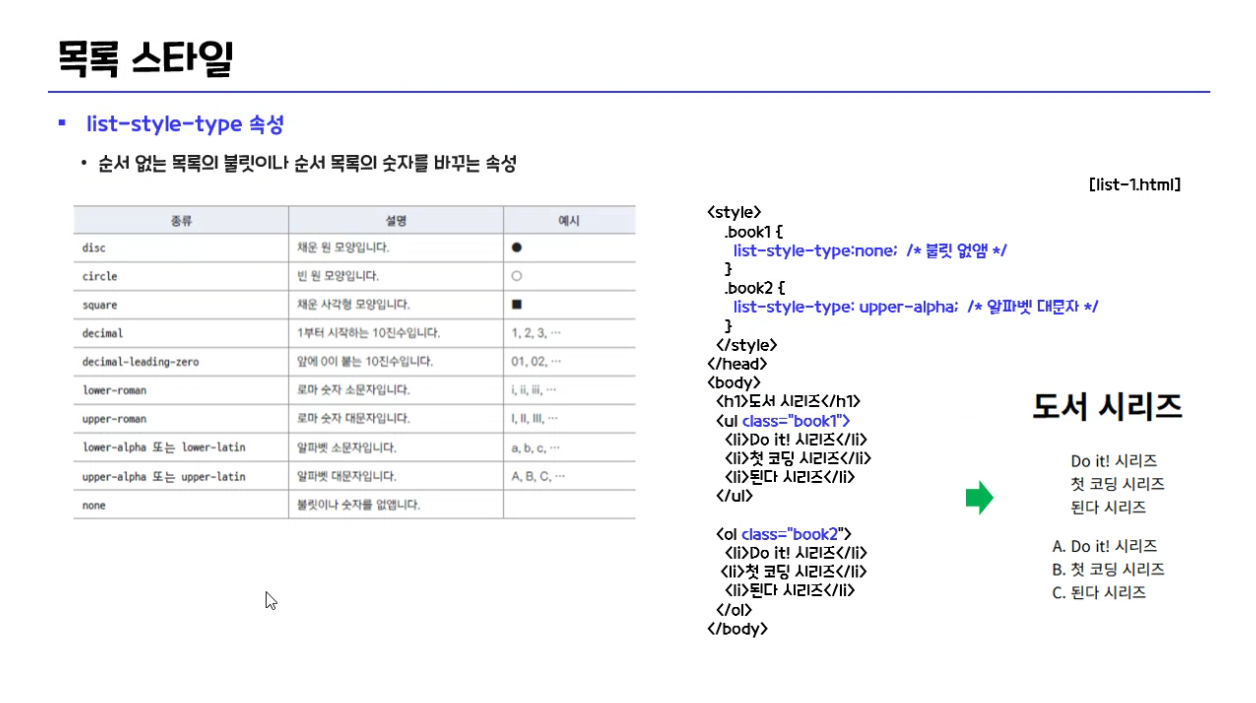 목록 스타일
▪ list-style-type 속성
• 순서 없는 목록의 불릿이나 순서 목록의 숫자를 바꾸는 속성
종류 설명 예시
disc 채운 원 모양입니다. ●
circle 빈 원 모양입니다. ○
square 채운 사각형 모양입니다. ■
decimal 1부터 시작하는 10진수입니다. 1, 2, 3, …
decimal-leading-zero 앞에 0이 붙는 10진수입니다. 01, 02, …
lower-roman 로마 숫자 소문자입니다. i, ii, iii, …
upper-roman 로마 숫자 대문자입니다. I, II, III, …
lower-alpha 또는 lower-latin 알파벳 소문자입니다. a, b, c, …
upper-alpha 또는 upper-latin 알파벳 대문자입니다. A, B, C, …
none 불릿이나 숫자를 없앱니다.
[list-1.html]
<style>
.book1 {
list-style-type:none; /* 불릿 없앰 */
}
.book2 {
list-style-type: upper-alpha; /* 알파벳 대문자 */
}
</style>
</head>
<body>
<h1>도서 시리즈</h1>
<ul class="book1">
<li>Do it! 시리즈</li>
<li>첫 코딩 시리즈</li>
<li>된다 시리즈</li>
</ul>
<ol class="book2">
<li>Do it! 시리즈</li>
<li>첫 코딩 시리즈</li>
<li>된다 시리즈</li>
</ol>
</body>
도서 시리즈
Do it! 시리즈
첫 코딩 시리즈
된다 시리즈
A. Do it! 시리즈
B. 첫 코딩 시리즈
C. 된다 시리즈